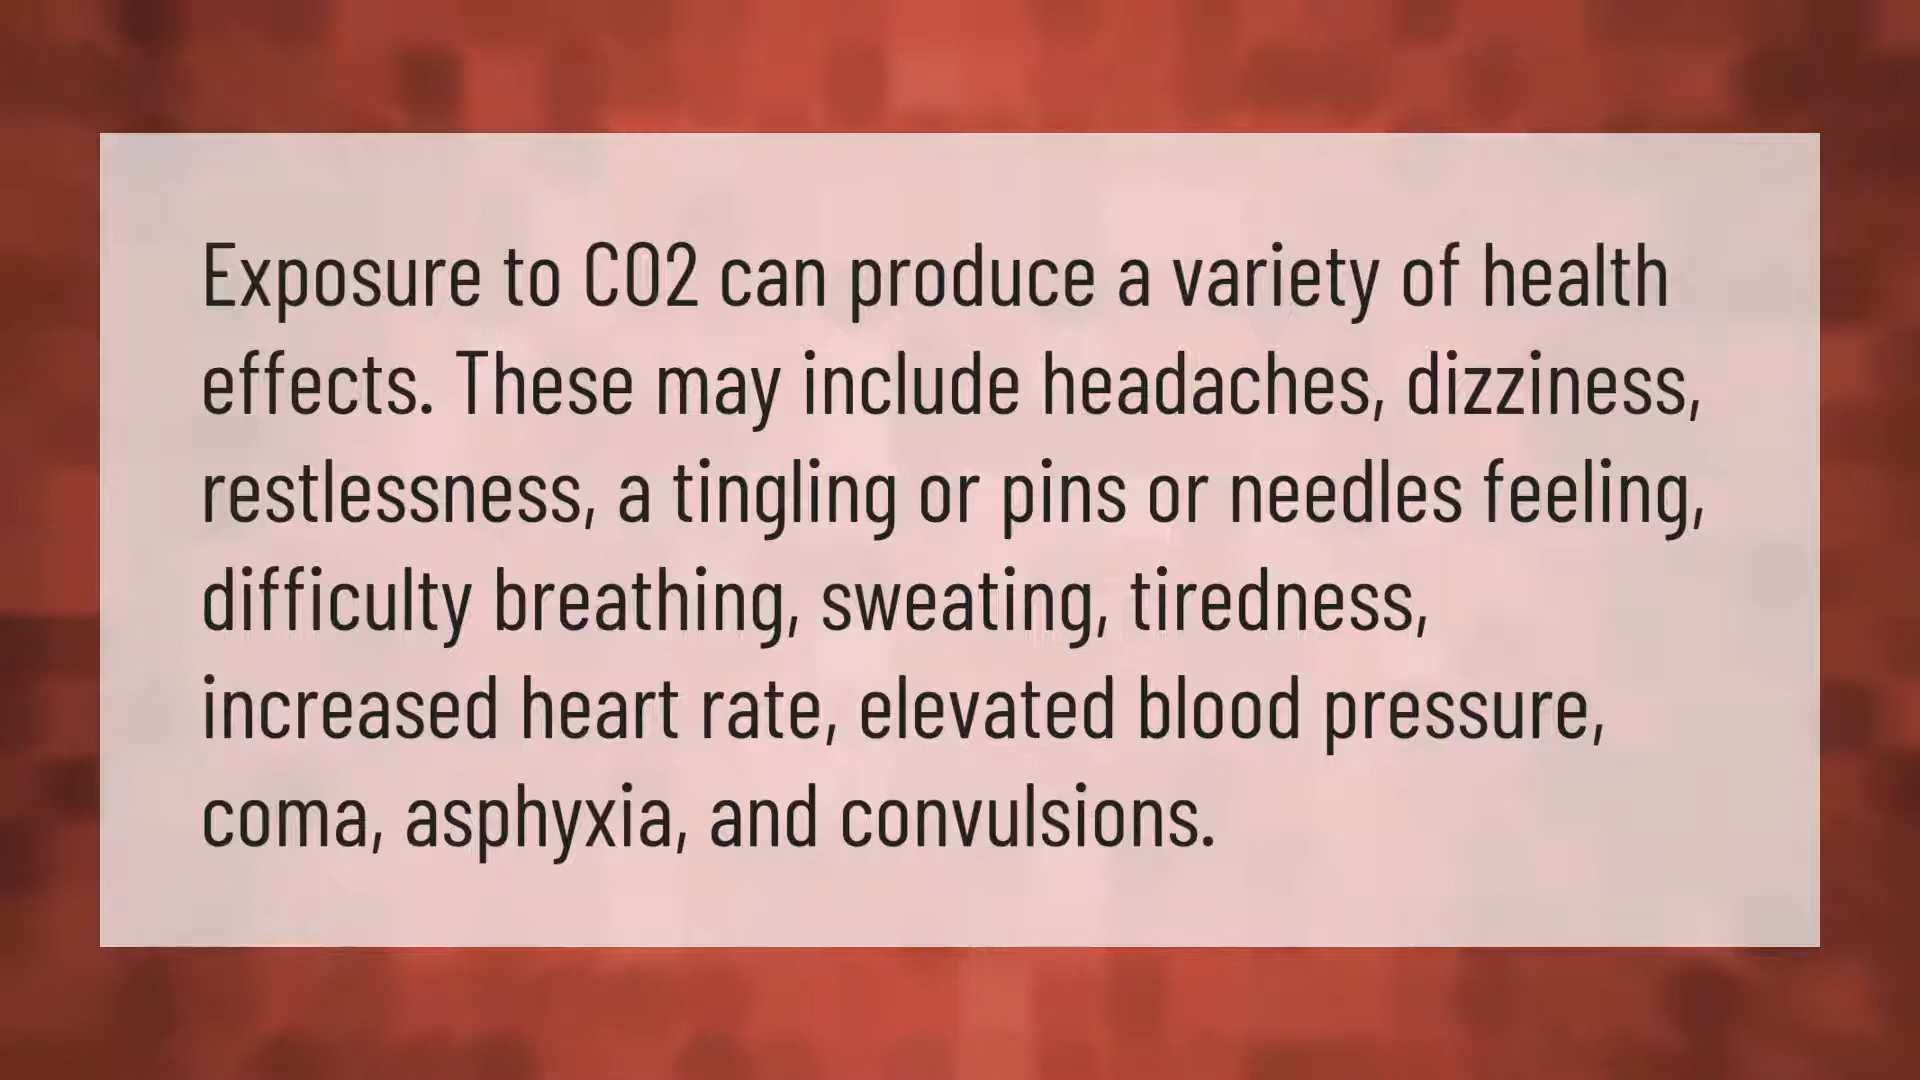 Exposure to CO2 can produce a variety of health
effects. These may include headaches, dizziness,
restlessness, a tingling or pins or needles feeling,
difficulty breathing, sweating, tiredness,
increased heart rate, elevated blood pressure,
coma, asphyxia, and convulsions.